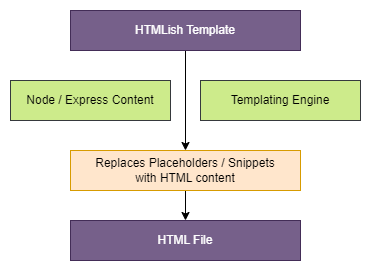 HTMLish Template
Node / Express Content
Templating Engine
Replaces Placeholders / Snippets
with HTML content
HTML File